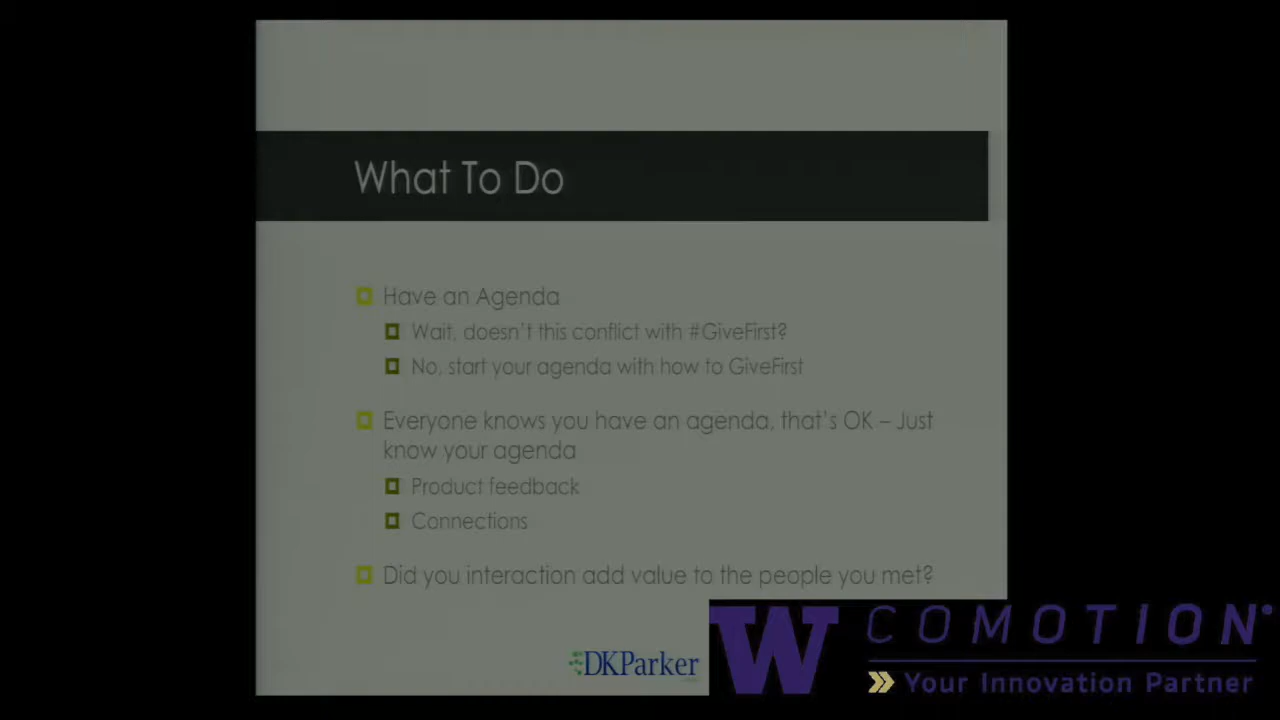 What To Do
Have an Agenda
Wait, doesn't this conflict with #GiveFirst?
No, start your agenda with how to GiveFirst
Everyone knows you have an agenda, that's OK – Just
know your agenda
Product feedback
Connections
Did you interaction add value to the people you met?
DKParker
W COMOTION®
Your Innovation Partner